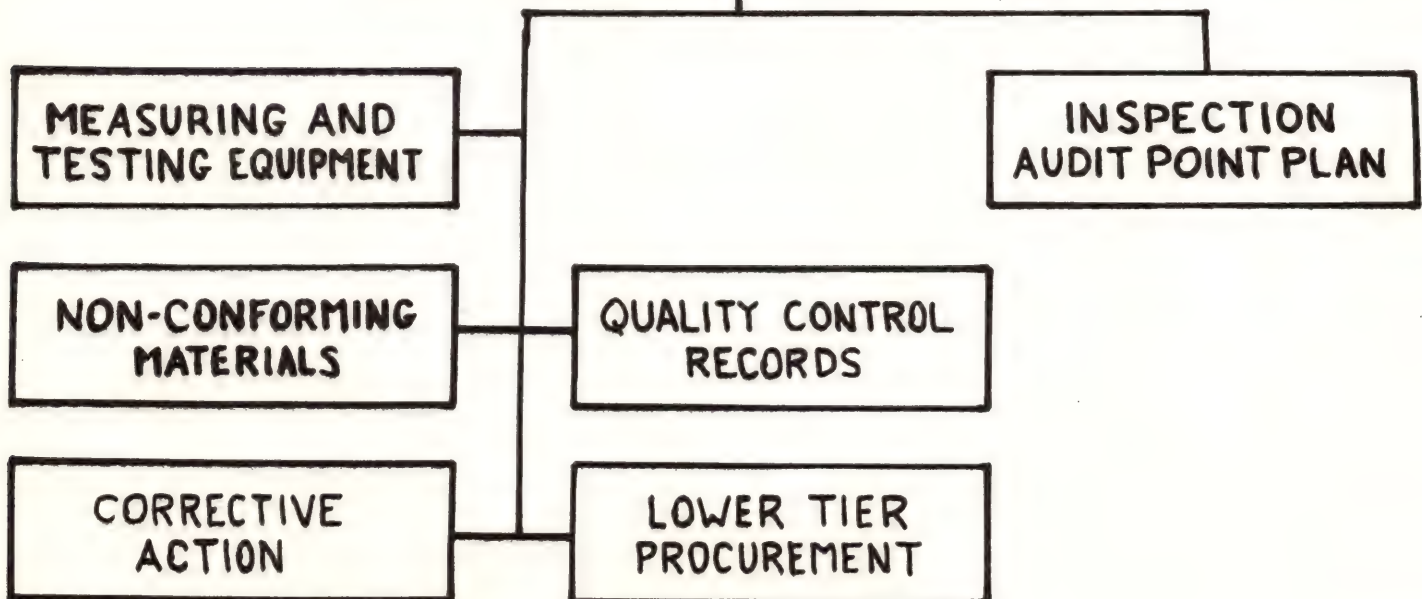 MEASURING AND
TESTING EQUIPMENT
INSPECTION
AUDIT POINT PLAN
NON-CONFORMING
MATERIALS
QUALITY CONTROL
RECORDS
CORRECTIVE
ACTION
LOWER TIER
PROCUREMENT